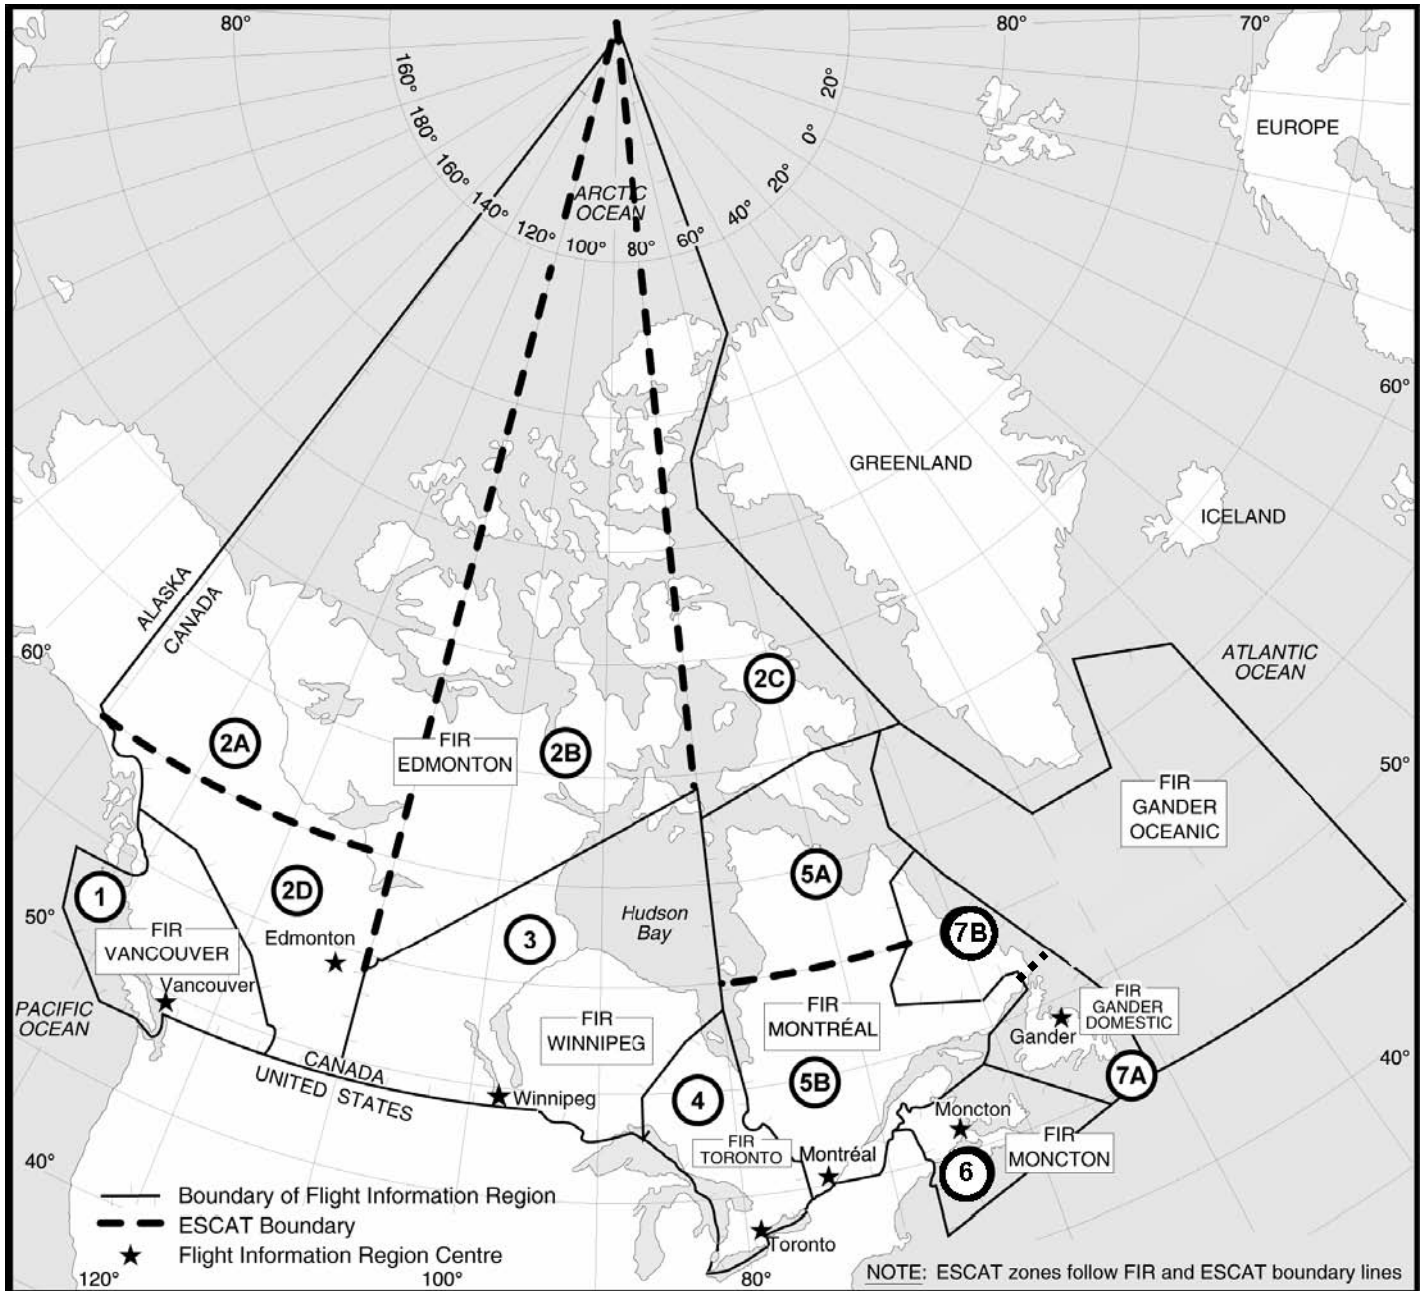 80°
80°
70°
160°
180°
160°
140°
120°
100°
80°
60°
40°
20°
0°
20°
EUROPE
ARCTIC
OCEAN
60°
GREENLAND
ICELAND
ALASKA
CANADA
60°
ATLANTIC
OCEAN
2C
2A
FIR
EDMONTON
2B
50°
FIR
GANDER
OCEANIC
5A
1
2D
50°
Hudson
Bay
3
7B
FIR
VANCOUVER
Edmonton
Vancouver
PACIFIC
OCEAN
FIR
WINNIPEG
FIR
MONTRÉAL
FIR
GANDER
DOMESTIC
Gander
40°
CANADA
UNITED STATES
7A
5B
4
Winnipeg
Moncton
FIR
TORONTO
Montréal
FIR
MONCTON
40°
6
Boundary of Flight Information Region
ESCAT Boundary
Flight Information Region Centre
Toronto
120°
100°
80°
NOTE: ESCAT zones follow FIR and ESCAT boundary lines